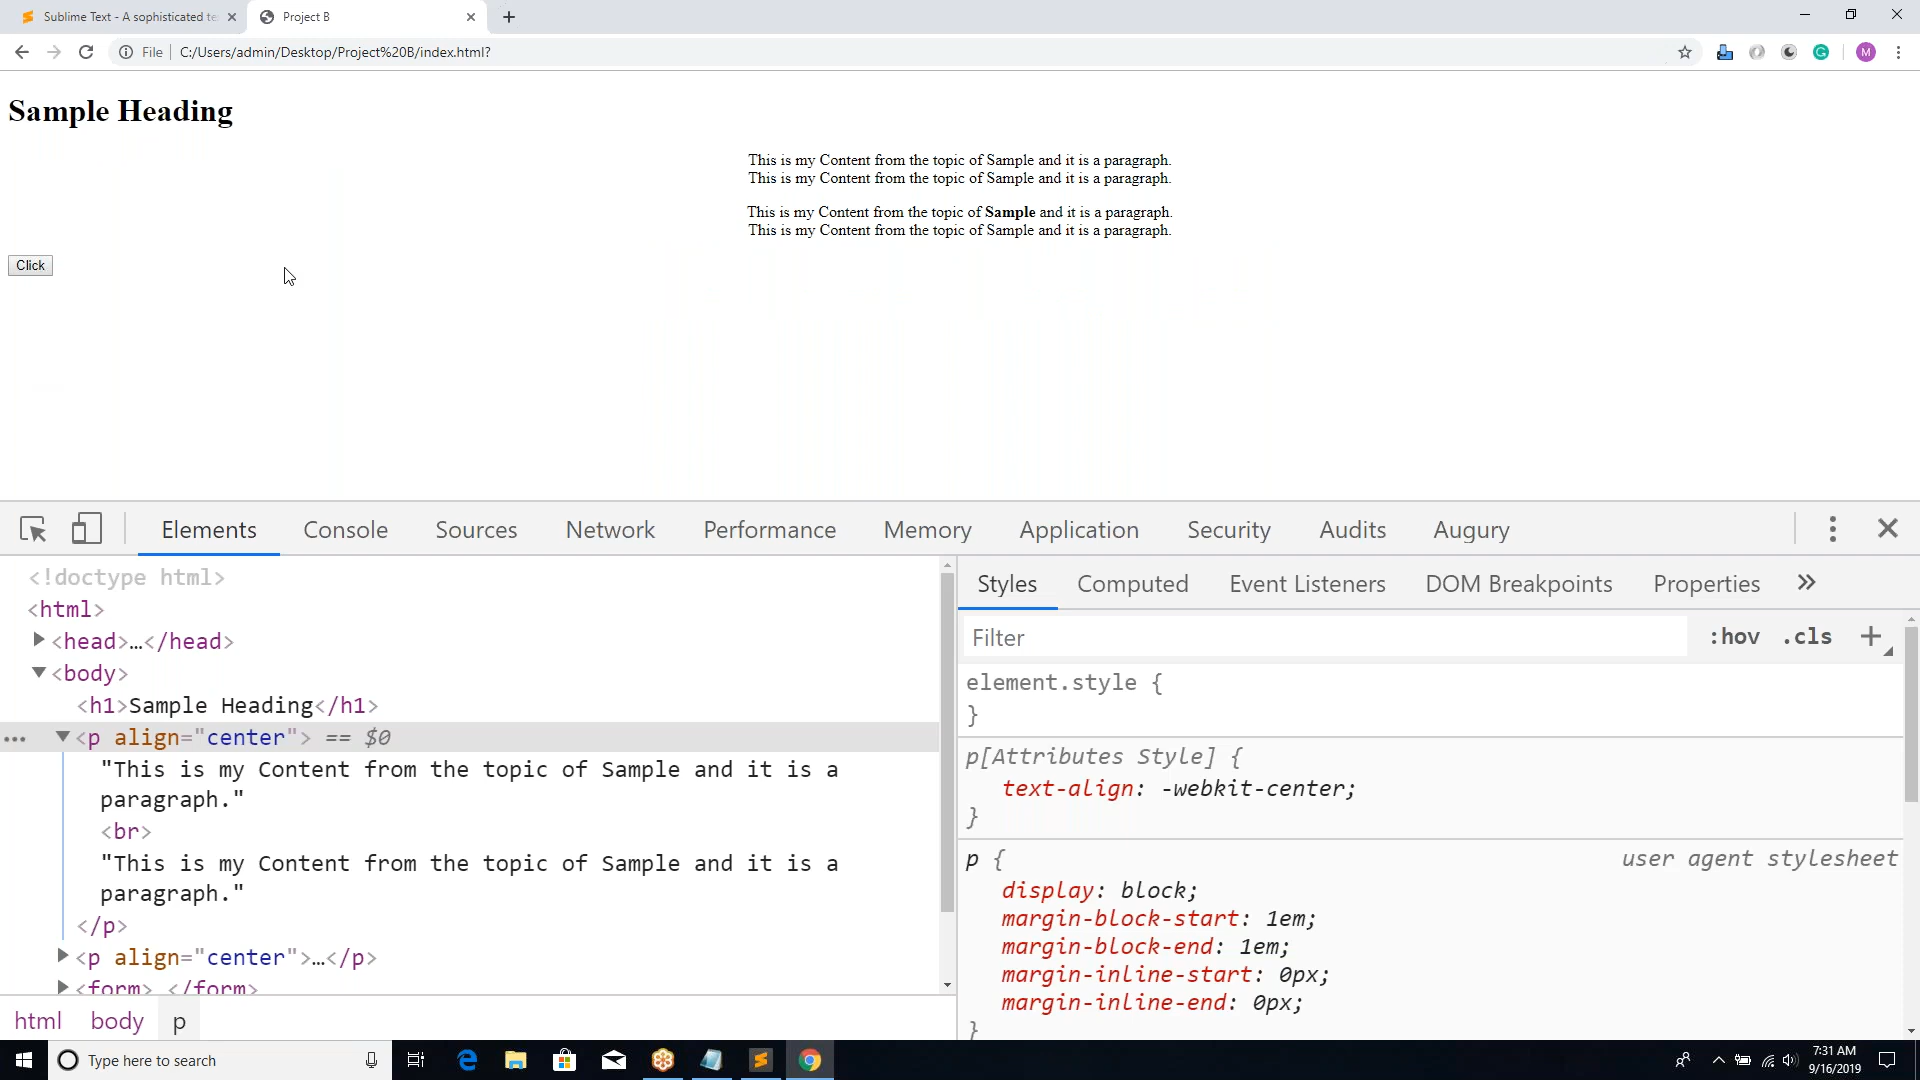 Sublime Text - A sophisticated te
Project B
File
C:/Users/admin/Desktop/Project%20B/index.html?
M
Sample Heading
This is my Content from the topic of Sample and it is a paragraph.
This is my Content from the topic of Sample and it is a paragraph.
This is my Content from the topic of Sample and it is a paragraph.
This is my Content from the topic of Sample and it is a paragraph.
Click
Elements Console Sources Network Performance Memory Application Security Audits Augury
<!doctype html>
<html>
<head>…</head>
<body>
<h1>Sample Heading</h1>
<p align="center"> == $0
"This is my Content from the topic of Sample and it is a
paragraph."
<br>
"This is my Content from the topic of Sample and it is a
paragraph."
</p>
<p align="center">…</p>
<form> </form>
html body p
Styles Computed Event Listeners DOM Breakpoints Properties
Filter
:hov .cls
element.style {
}
p[Attributes Style] {
text-align: -webkit-center;
}
p {
user agent stylesheet
display: block;
margin-block-start: 1em;
margin-block-end: 1em;
margin-inline-start: 0px;
margin-inline-end: 0px;
}
Type here to search
7:31 AM
9/16/2019